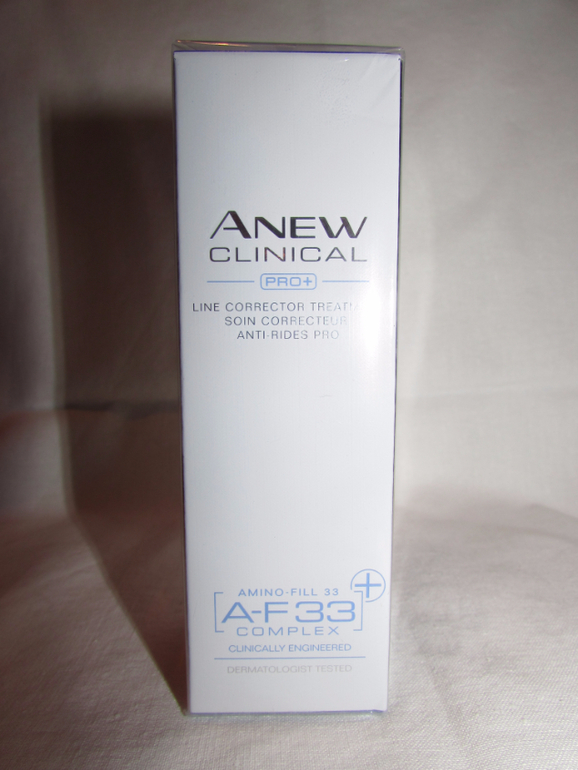 ANEW
CLINICAL
PRO+
LINE CORRECTOR
SOIN CORRECTEUR
ANTI-RIDES PRO
AMINO-FILL 33
A-F33 +
COMPLEX
CLINICALLY ENGINEERED
DERMATOLOGIST TESTED